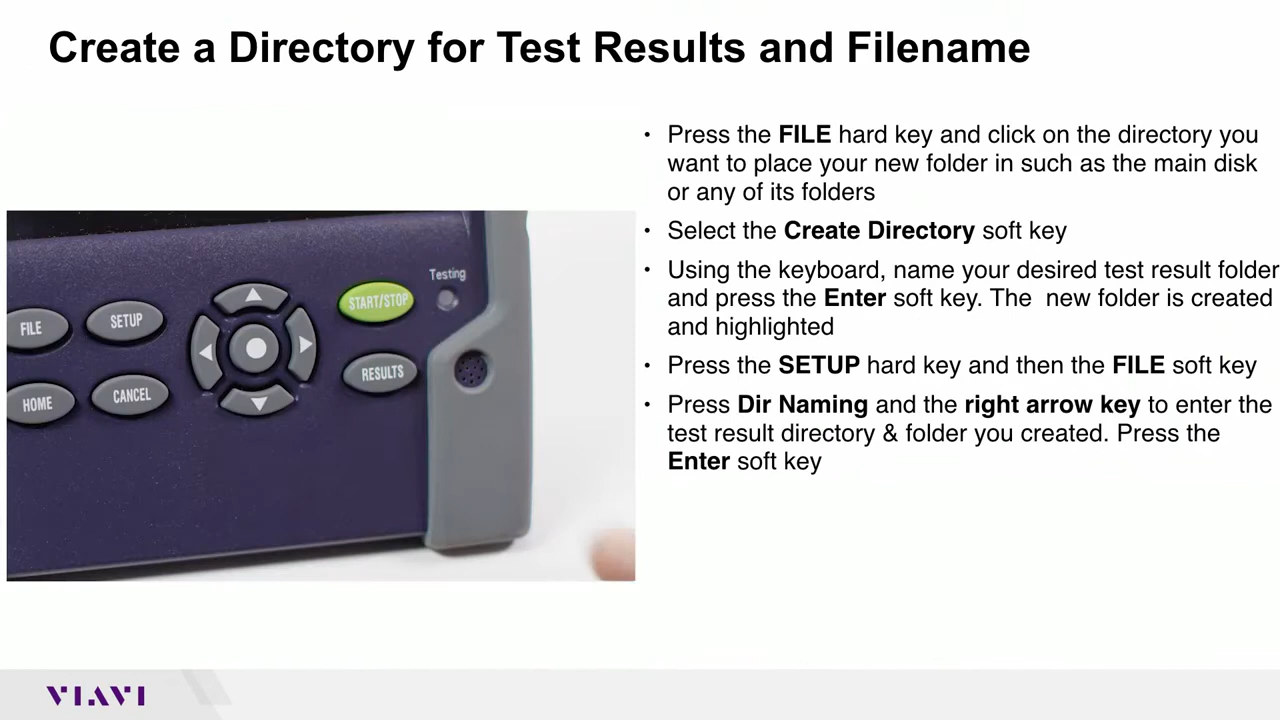 Create a Directory for Test Results and Filename
• Press the FILE hard key and click on the directory you
want to place your new folder in such as the main disk
or any of its folders
• Select the Create Directory soft key
• Using the keyboard, name your desired test result folder
and press the Enter soft key. The  new folder is created
and highlighted
• Press the SETUP hard key and then the FILE soft key
• Press Dir Naming and the right arrow key to enter the
test result directory & folder you created. Press the
Enter soft key
Testing
START/STOP
FILE
SETUP
RESULTS
HOME
CANCEL
VIAVI